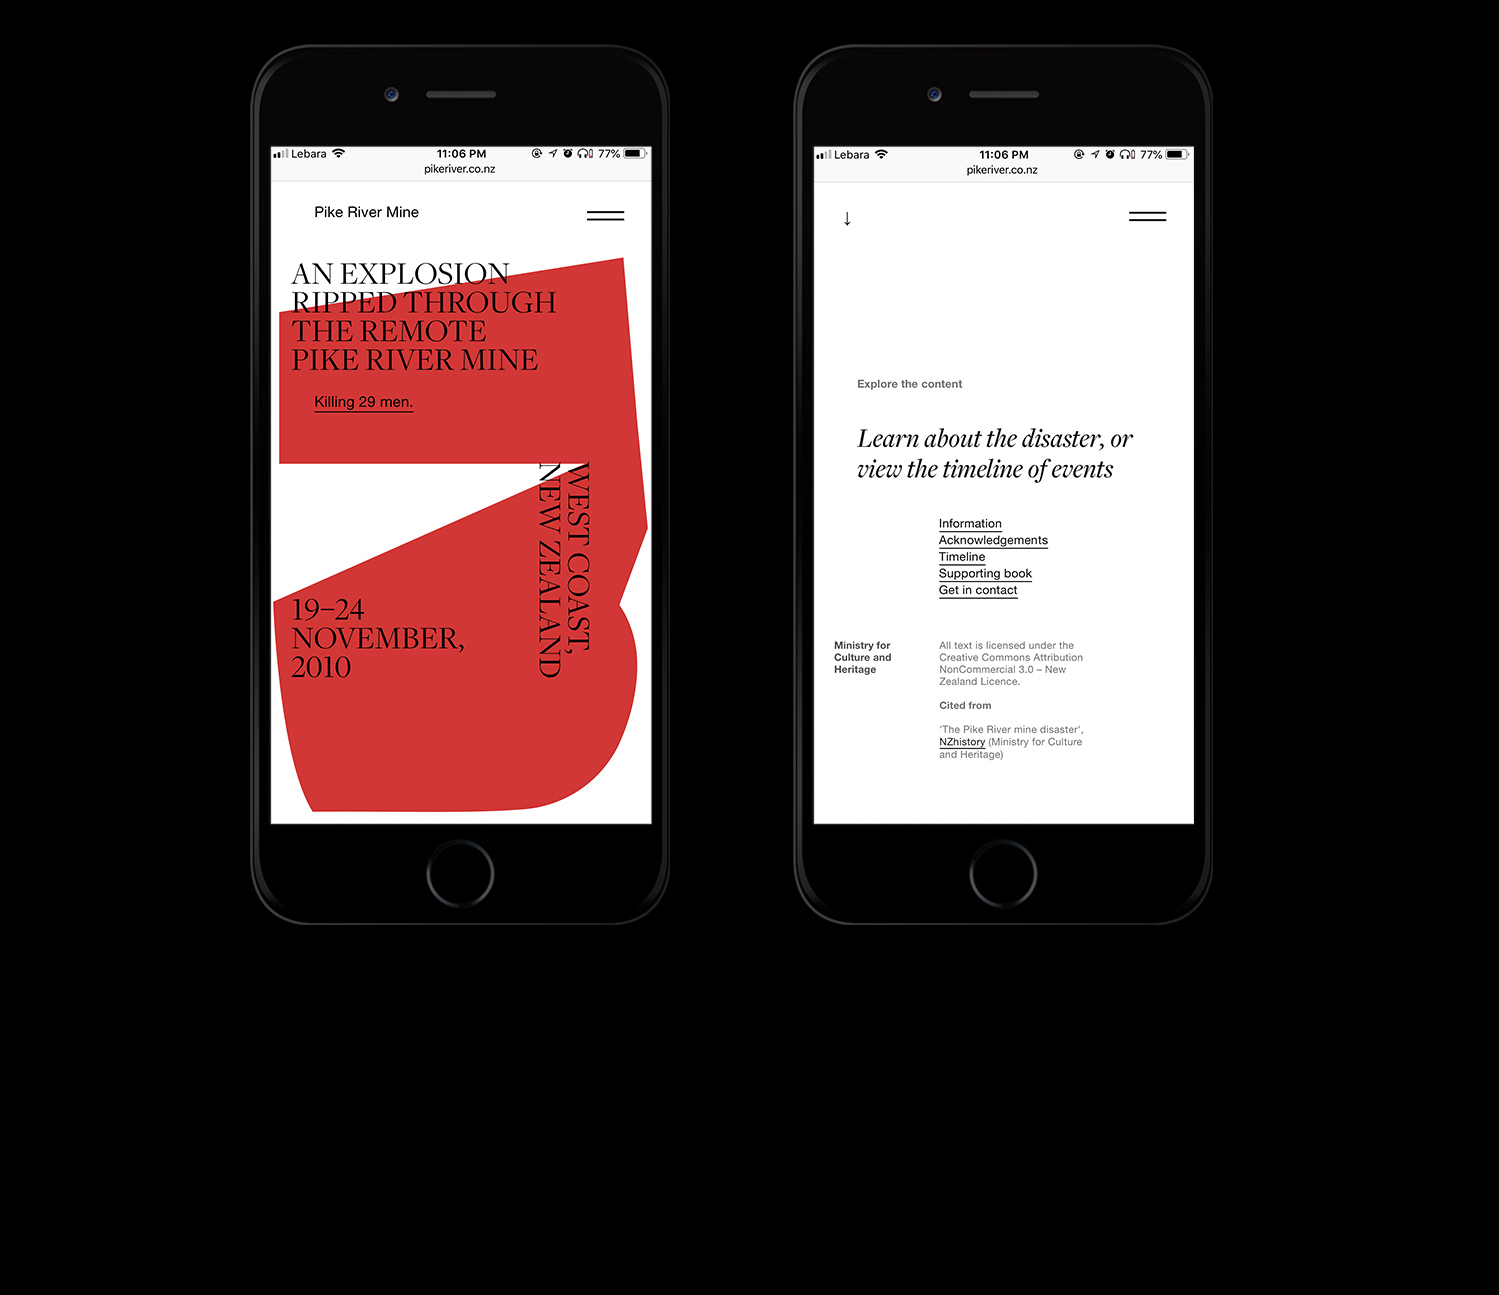 Lebara
11:06 PM
77%
pikeriver.co.nz
Pike River Mine
AN EXPLOSION
RIPPED THROUGH
THE REMOTE
PIKE RIVER MINE
Killing 29 men.
WEST COAST,
NEW ZEALAND
19–24
NOVEMBER,
2010
Lebara
11:06 PM
77%
pikeriver.co.nz
↓
Explore the content
Learn about the disaster, or
view the timeline of events
Information
Acknowledgements
Timeline
Supporting book
Get in contact
Ministry for
Culture and
Heritage
All text is licensed under the
Creative Commons Attribution
NonCommercial 3.0 – New
Zealand Licence.
Cited from
'The Pike River mine disaster',
NZhistory (Ministry for Culture
and Heritage)